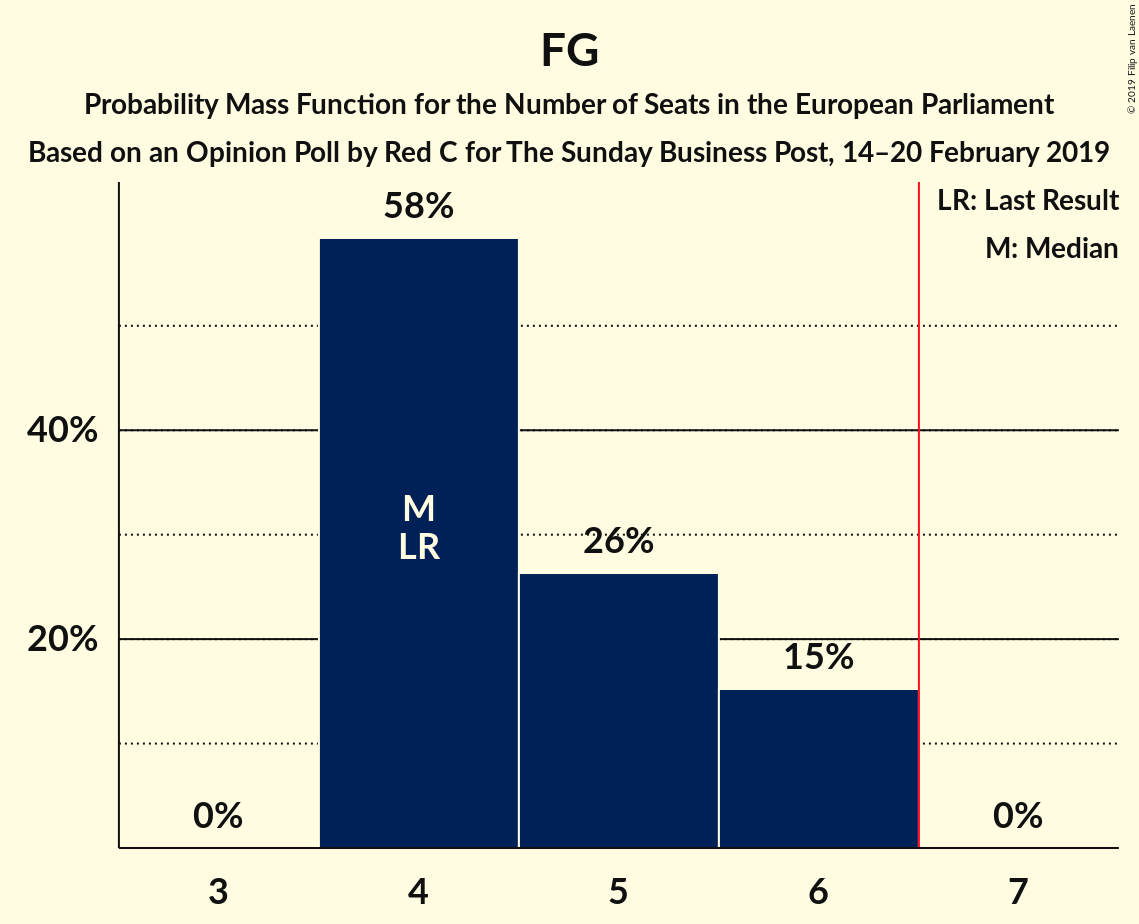 FG
Probability Mass Function for the Number of Seats in the European Parliament
Based on an Opinion Poll by Red C for The Sunday Business Post, 14–20 February 2019
© 2019 Filip van Laenen
LR: Last Result
M: Median
58%
40%
M
LR
26%
20%
15%
0%
0%
3
4
5
6
7